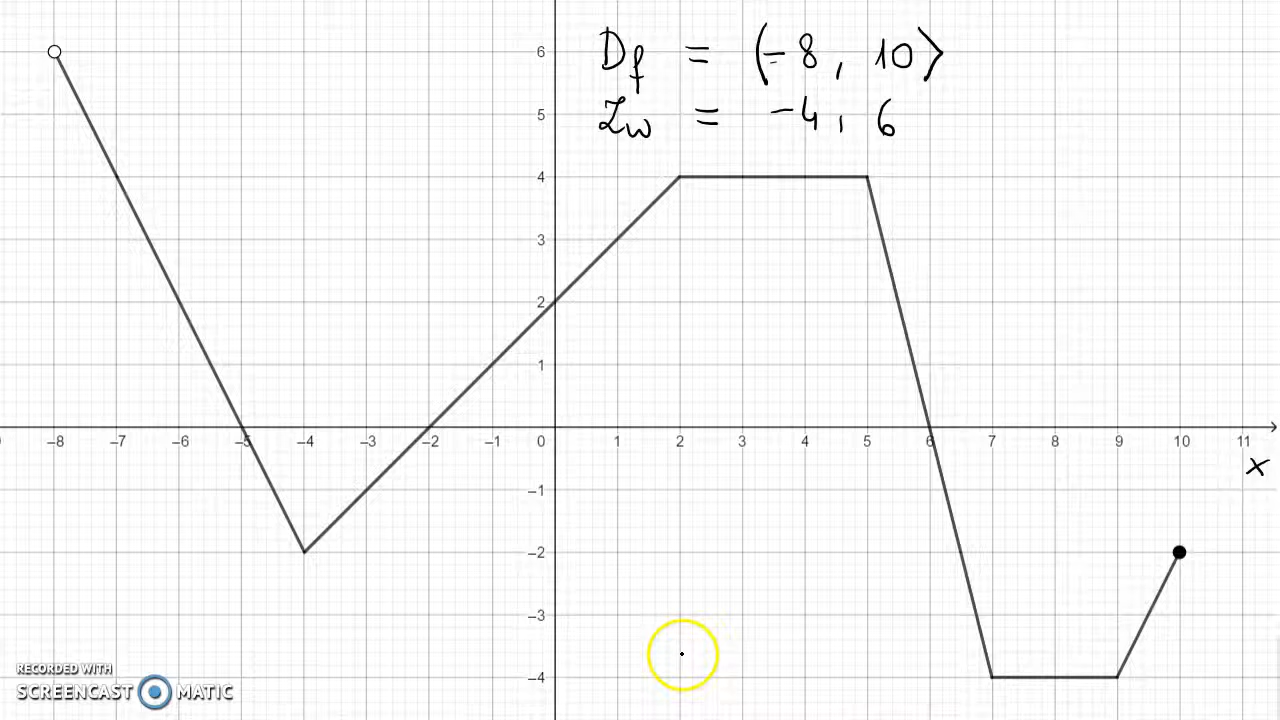 D_f = (-8, 10⟩
Z_w = -4, 6
6
5
4
3
2
1
-8 -7 -6 -5 -4 -3 -2 -1 0 1 2 3 4 5 6 7 8 9 10 11
x
-1
-2
-3
-4
RECORDED WITH
SCREENCAST MATIC